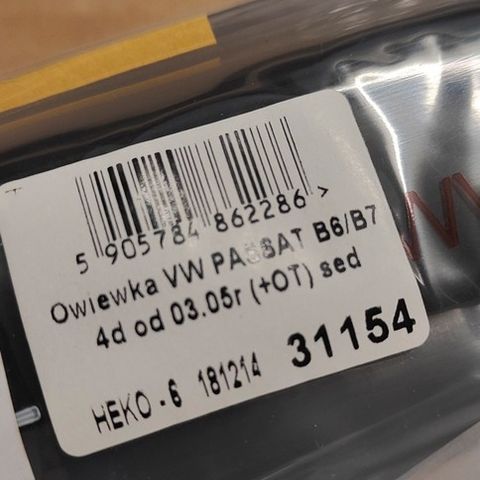 5 905784 862286 >
Owiewka VW PASSAT B6/B7
4d od 03.05r (+OT) sed
HEKO - 6 181214 31154